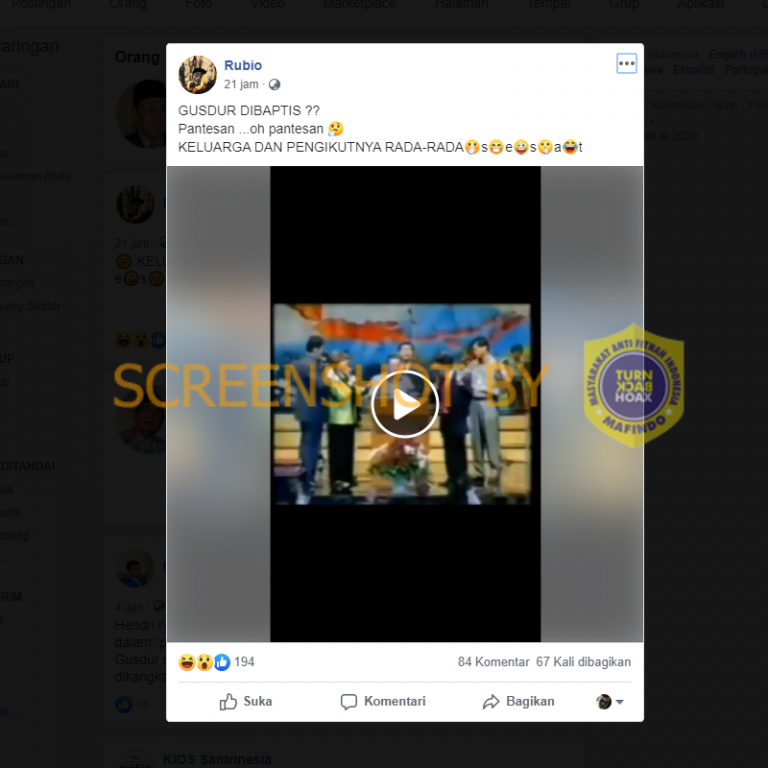 Postingan Orang Foto Video Marketplace Halaman Tempat Grup Aplikasi
Orang
Rubio
21 jam
GUSDUR DIBAPTIS ??
Pantesan ...oh pantesan 🤔
KELUARGA DAN PENGIKUTNYA RADA-RADA🤭s😁e😀s🤫a😂t
Indonesia · English (US
Español · Portugu
© 2020
21 jam
KEL
SCREENSHOT BY
MASYARAKAT ANTI FITNAH INDONESIA
TURN
BACK
HOAX
MAFINDO
DITANDAI
4 Jan
Hendri
dalam "p
Gusdur
dikangka
15
194
84 Komentar 67 Kali dibagikan
Suka Komentari Bagikan
KIOS Santrinesia